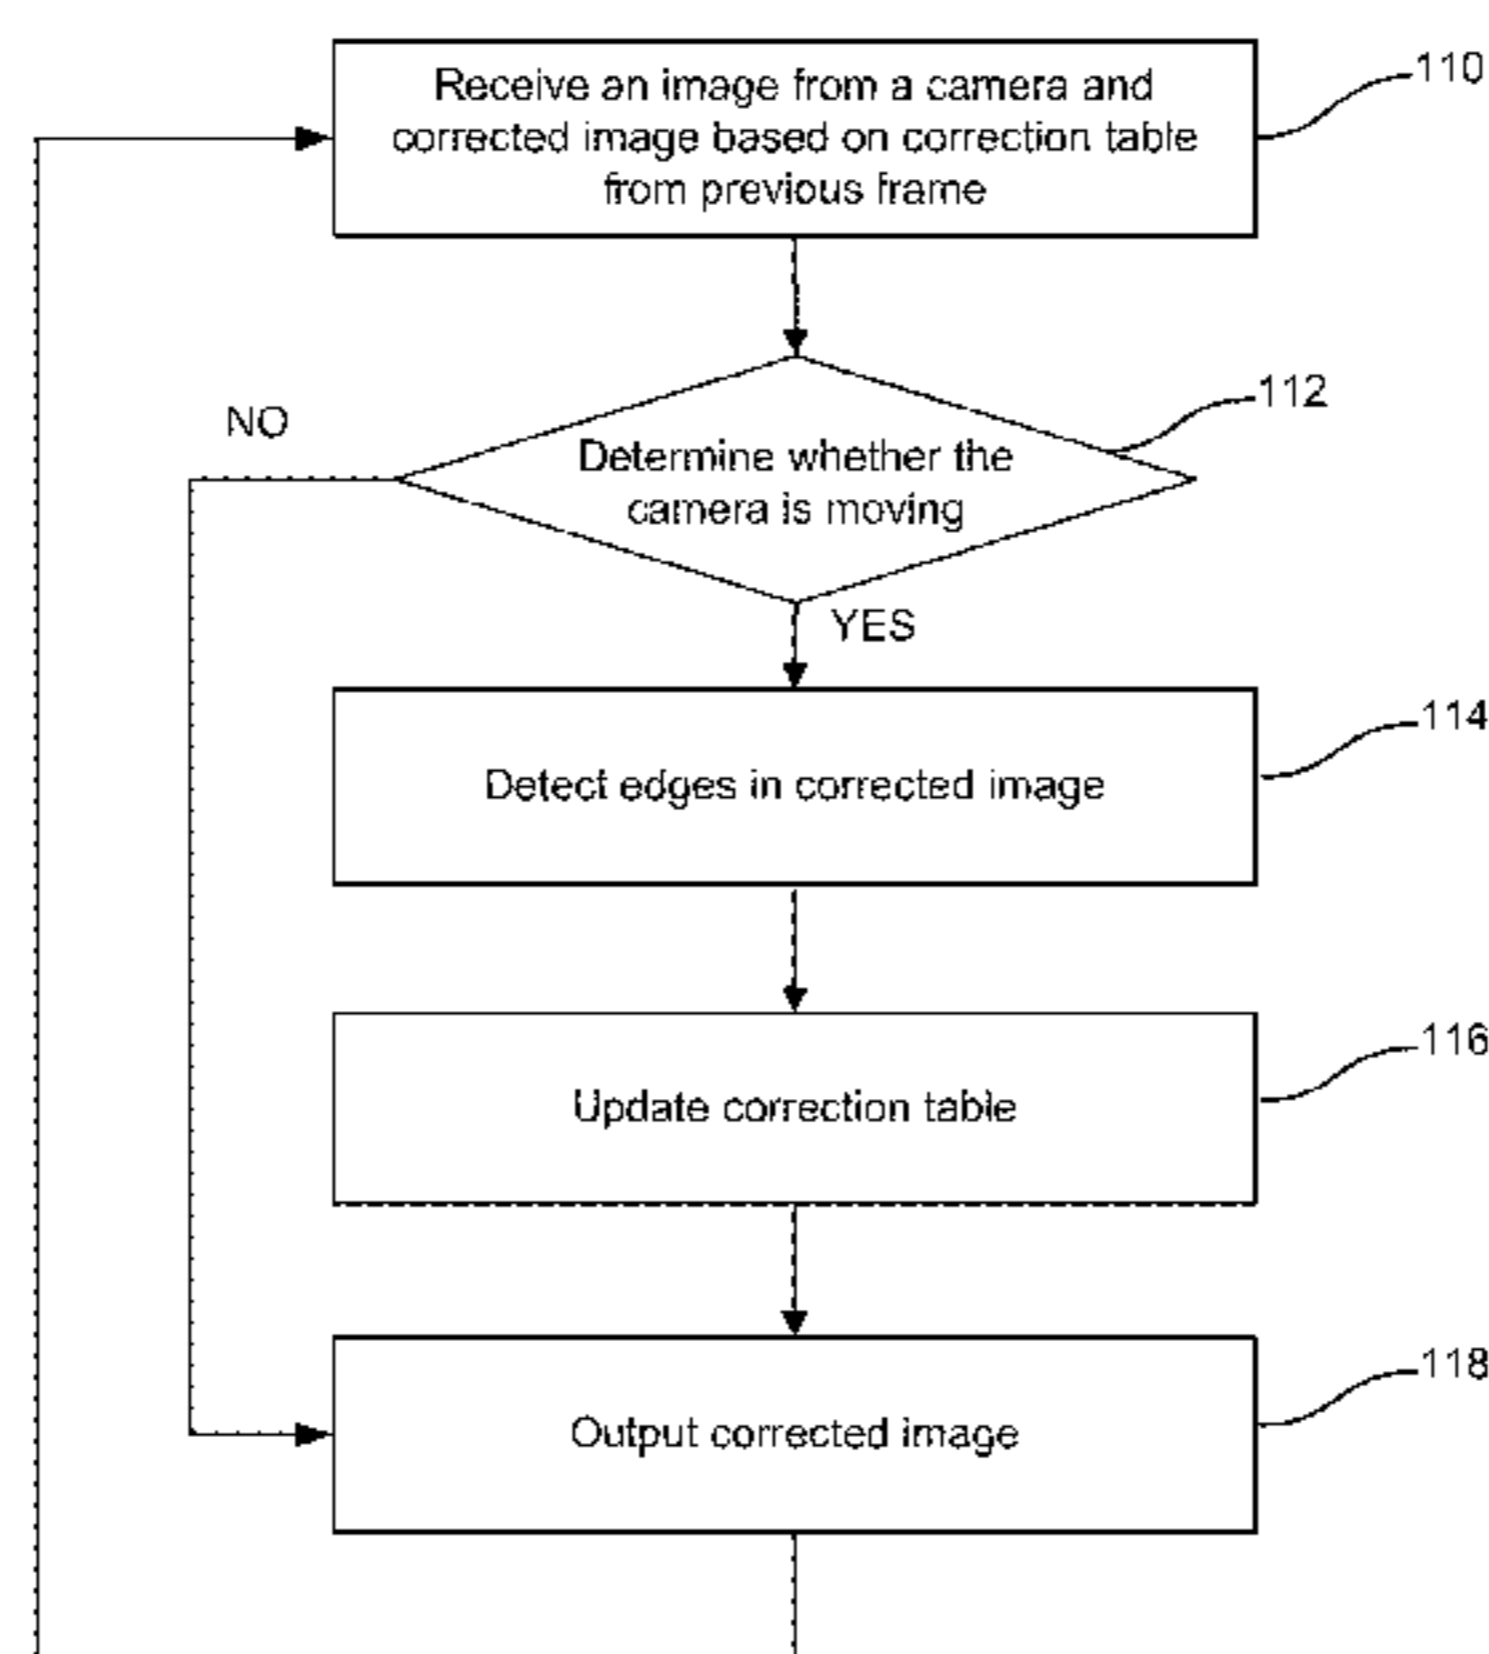 Receive an image from a camera and
corrected image based on correction table
from previous frame
110
112
NO
Determine whether the
camera is moving
YES
114
Detect edges in corrected image
116
Update correction table
118
Output corrected image